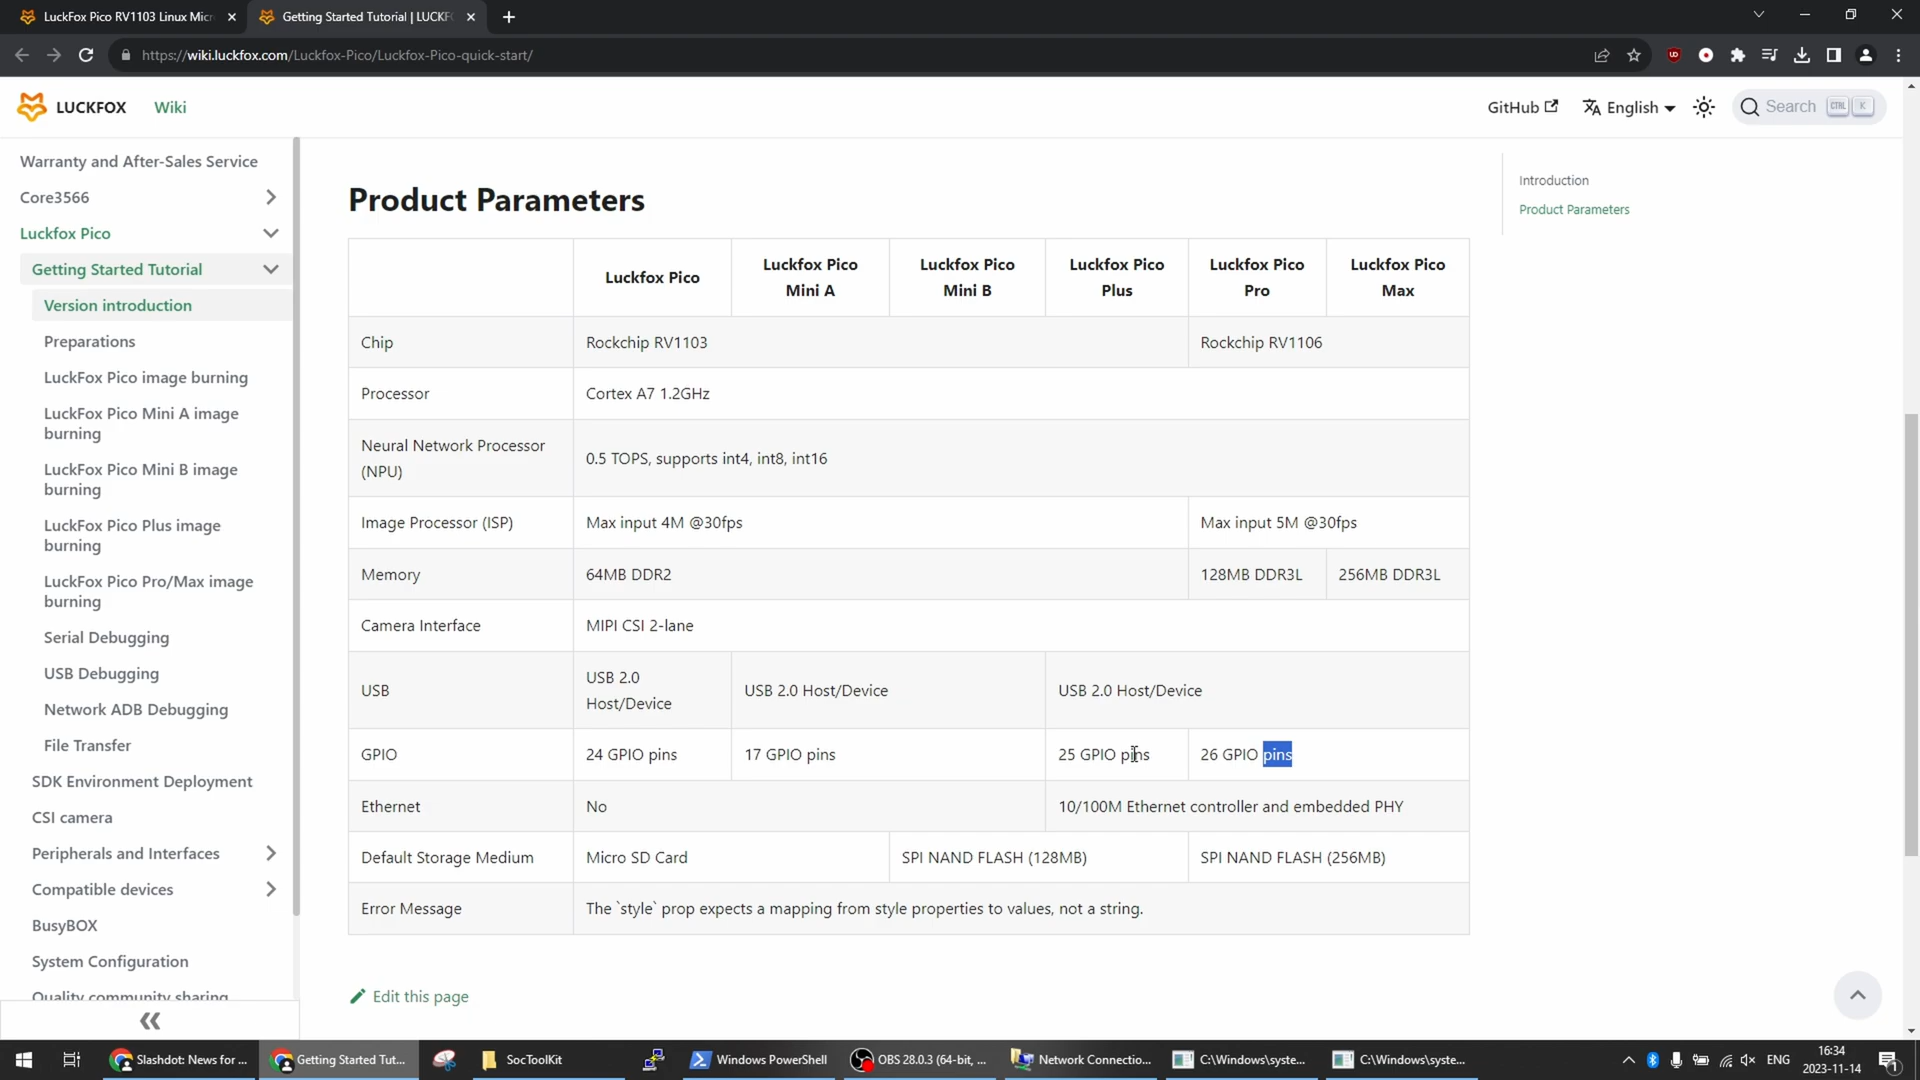 LuckFox Pico RV1103 Linux Micr
Getting Started Tutorial | LUCKF
https://wiki.luckfox.com/Luckfox-Pico/Luckfox-Pico-quick-start/
LUCKFOX
Wiki
GitHub
English
Search
CTRL
K
Warranty and After-Sales Service
Core3566
Luckfox Pico
Getting Started Tutorial
Version introduction
Preparations
LuckFox Pico image burning
LuckFox Pico Mini A image
burning
LuckFox Pico Mini B image
burning
LuckFox Pico Plus image
burning
LuckFox Pico Pro/Max image
burning
Serial Debugging
USB Debugging
Network ADB Debugging
File Transfer
SDK Environment Deployment
CSI camera
Peripherals and Interfaces
Compatible devices
BusyBOX
System Configuration
Quality community sharing
Product Parameters
Luckfox Pico
Luckfox Pico
Mini A
Luckfox Pico
Mini B
Luckfox Pico
Plus
Luckfox Pico
Pro
Luckfox Pico
Max
Chip
Rockchip RV1103
Rockchip RV1106
Processor
Cortex A7 1.2GHz
Neural Network Processor
(NPU)
0.5 TOPS, supports int4, int8, int16
Image Processor (ISP)
Max input 4M @30fps
Max input 5M @30fps
Memory
64MB DDR2
128MB DDR3L
256MB DDR3L
Camera Interface
MIPI CSI 2-lane
USB
USB 2.0
Host/Device
USB 2.0 Host/Device
USB 2.0 Host/Device
GPIO
24 GPIO pins
17 GPIO pins
25 GPIO pins
26 GPIO pins
Ethernet
No
10/100M Ethernet controller and embedded PHY
Default Storage Medium
Micro SD Card
SPI NAND FLASH (128MB)
SPI NAND FLASH (256MB)
Error Message
The `style` prop expects a mapping from style properties to values, not a string.
Edit this page
Introduction
Product Parameters
Slashdot: News for ...
Getting Started Tut...
SocToolKit
Windows PowerShell
OBS 28.0.3 (64-bit, ...
Network Connectio...
C:\Windows\syste...
C:\Windows\syste...
ENG
16:34
2023-11-14
1